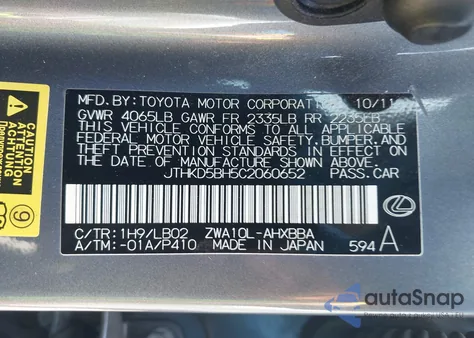 MFD. BY: TOYOTA MOTOR CORPORATION 10/11
GVWR 4065LB GAWR FR 2335LB RR 2235LB
THIS VEHICLE CONFORMS TO ALL APPLICABLE
FEDERAL MOTOR VEHICLE SAFETY, BUMPER, AND
THEFT PREVENTION STANDARDS IN EFFECT ON
THE DATE OF MANUFACTURE SHOWN ABOVE.
JTHKD5BH5C2060652 PASS.CAR
C/TR: 1H9/LB02 ZWA10L-AHXBBA
A/TM: -01A/P410 MADE IN JAPAN 594 A
9
autoSnap